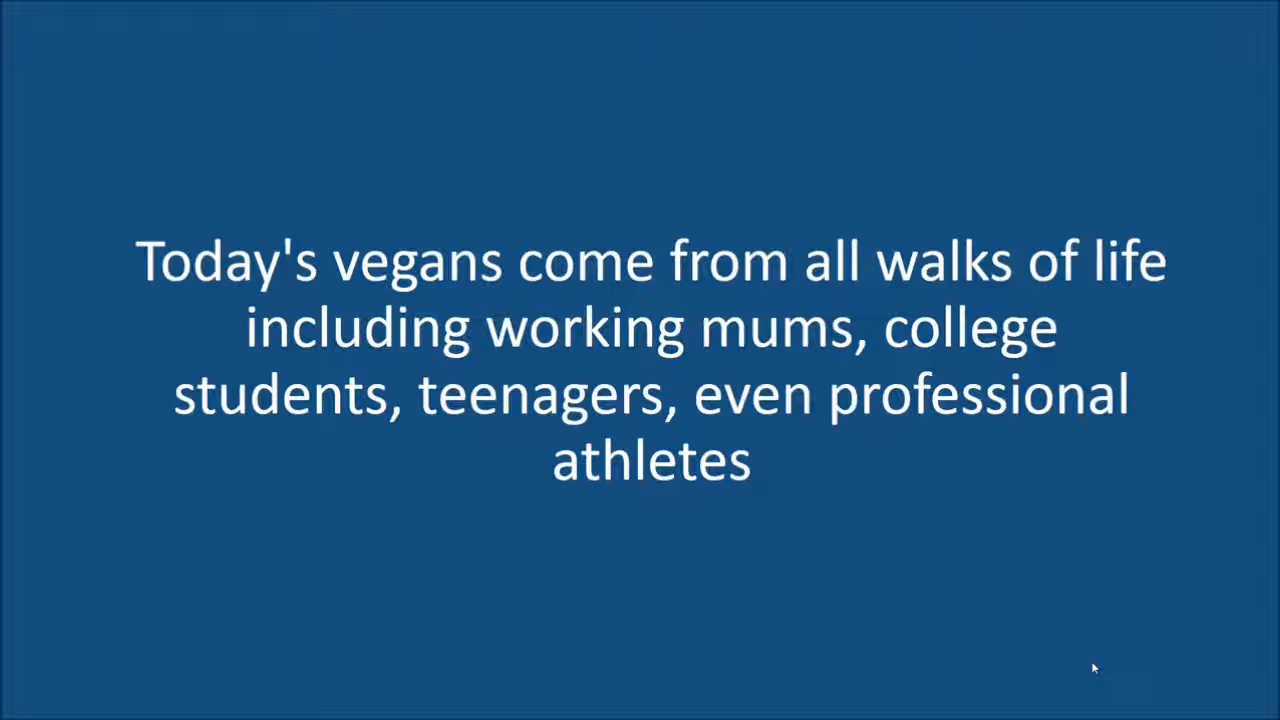 Today's vegans come from all walks of life
including working mums, college
students, teenagers, even professional
athletes